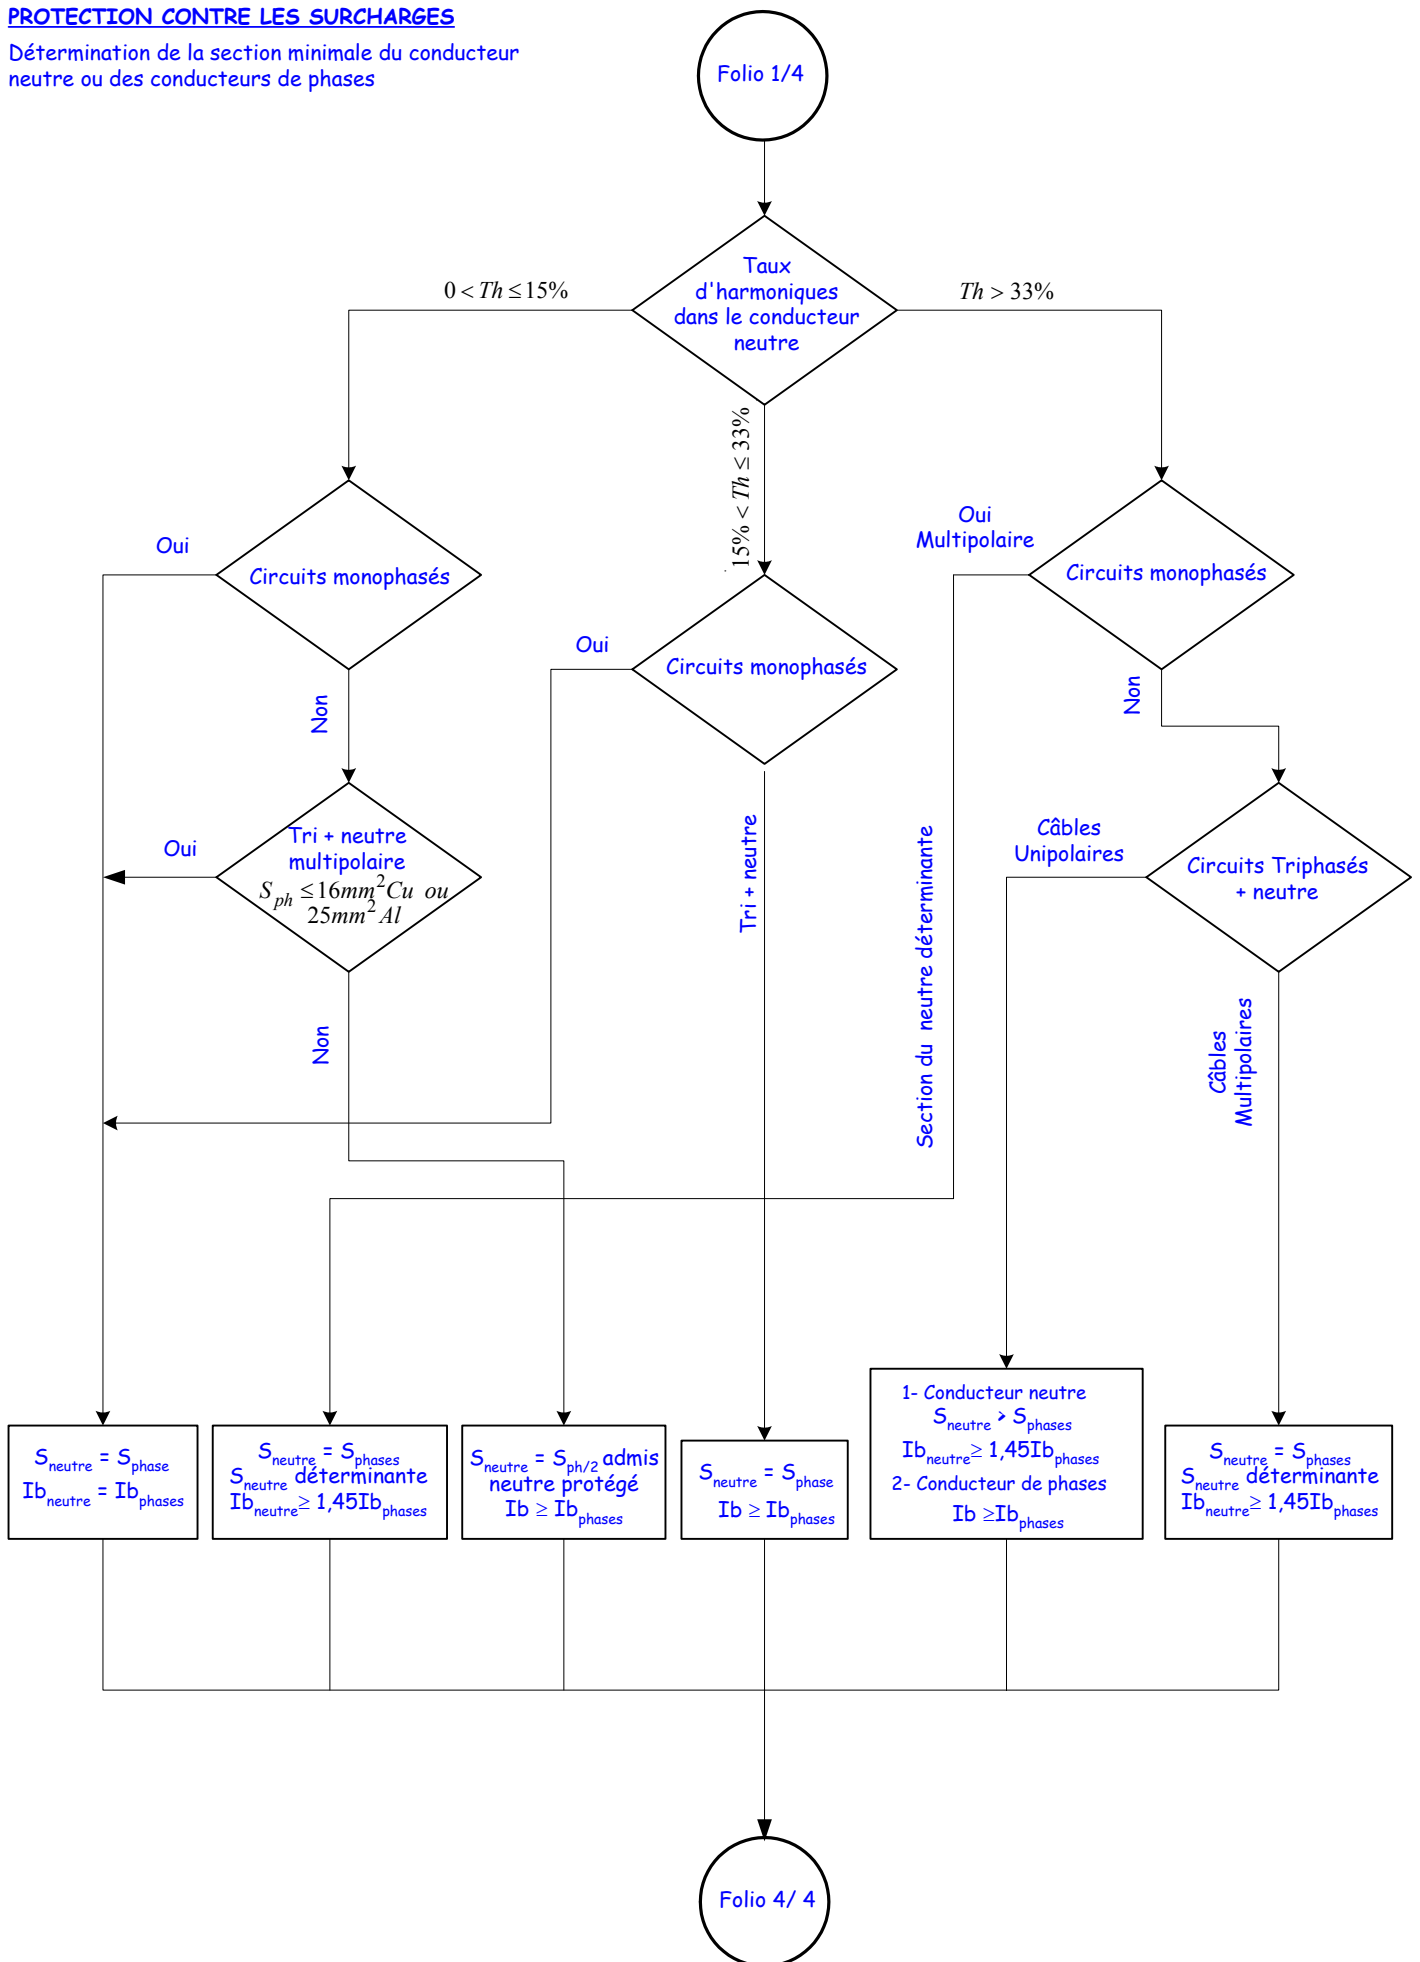 PROTECTION CONTRE LES SURCHARGES
Détermination de la section minimale du conducteur
neutre ou des conducteurs de phases
Folio 1/4
Taux
d'harmoniques
dans le conducteur
neutre
0 < Th ≤ 15%
Th > 33%
15% < Th ≤ 33%
Oui
Circuits monophasés
Oui
Circuits monophasés
Oui
Multipolaire
Circuits monophasés
Non
Non
Oui
Tri + neutre
multipolaire
S_ph ≤ 16mm² Cu ou
25mm² Al
Tri + neutre
Section du neutre déterminante
Câbles
Unipolaires
Circuits Triphasés
+ neutre
Non
Câbles
Multipolaires
S_neutre = S_phase
Ib_neutre = Ib_phases
S_neutre = S_phases
S_neutre déterminante
Ib_neutre ≥ 1,45Ib_phases
S_neutre = S_ph/2 admis
neutre protégé
Ib ≥ Ib_phases
S_neutre = S_phase
Ib ≥ Ib_phases
1- Conducteur neutre
S_neutre > S_phases
Ib_neutre ≥ 1,45Ib_phases
2- Conducteur de phases
Ib ≥Ib_phases
S_neutre = S_phases
S_neutre déterminante
Ib_neutre ≥ 1,45Ib_phases
Folio 4/ 4